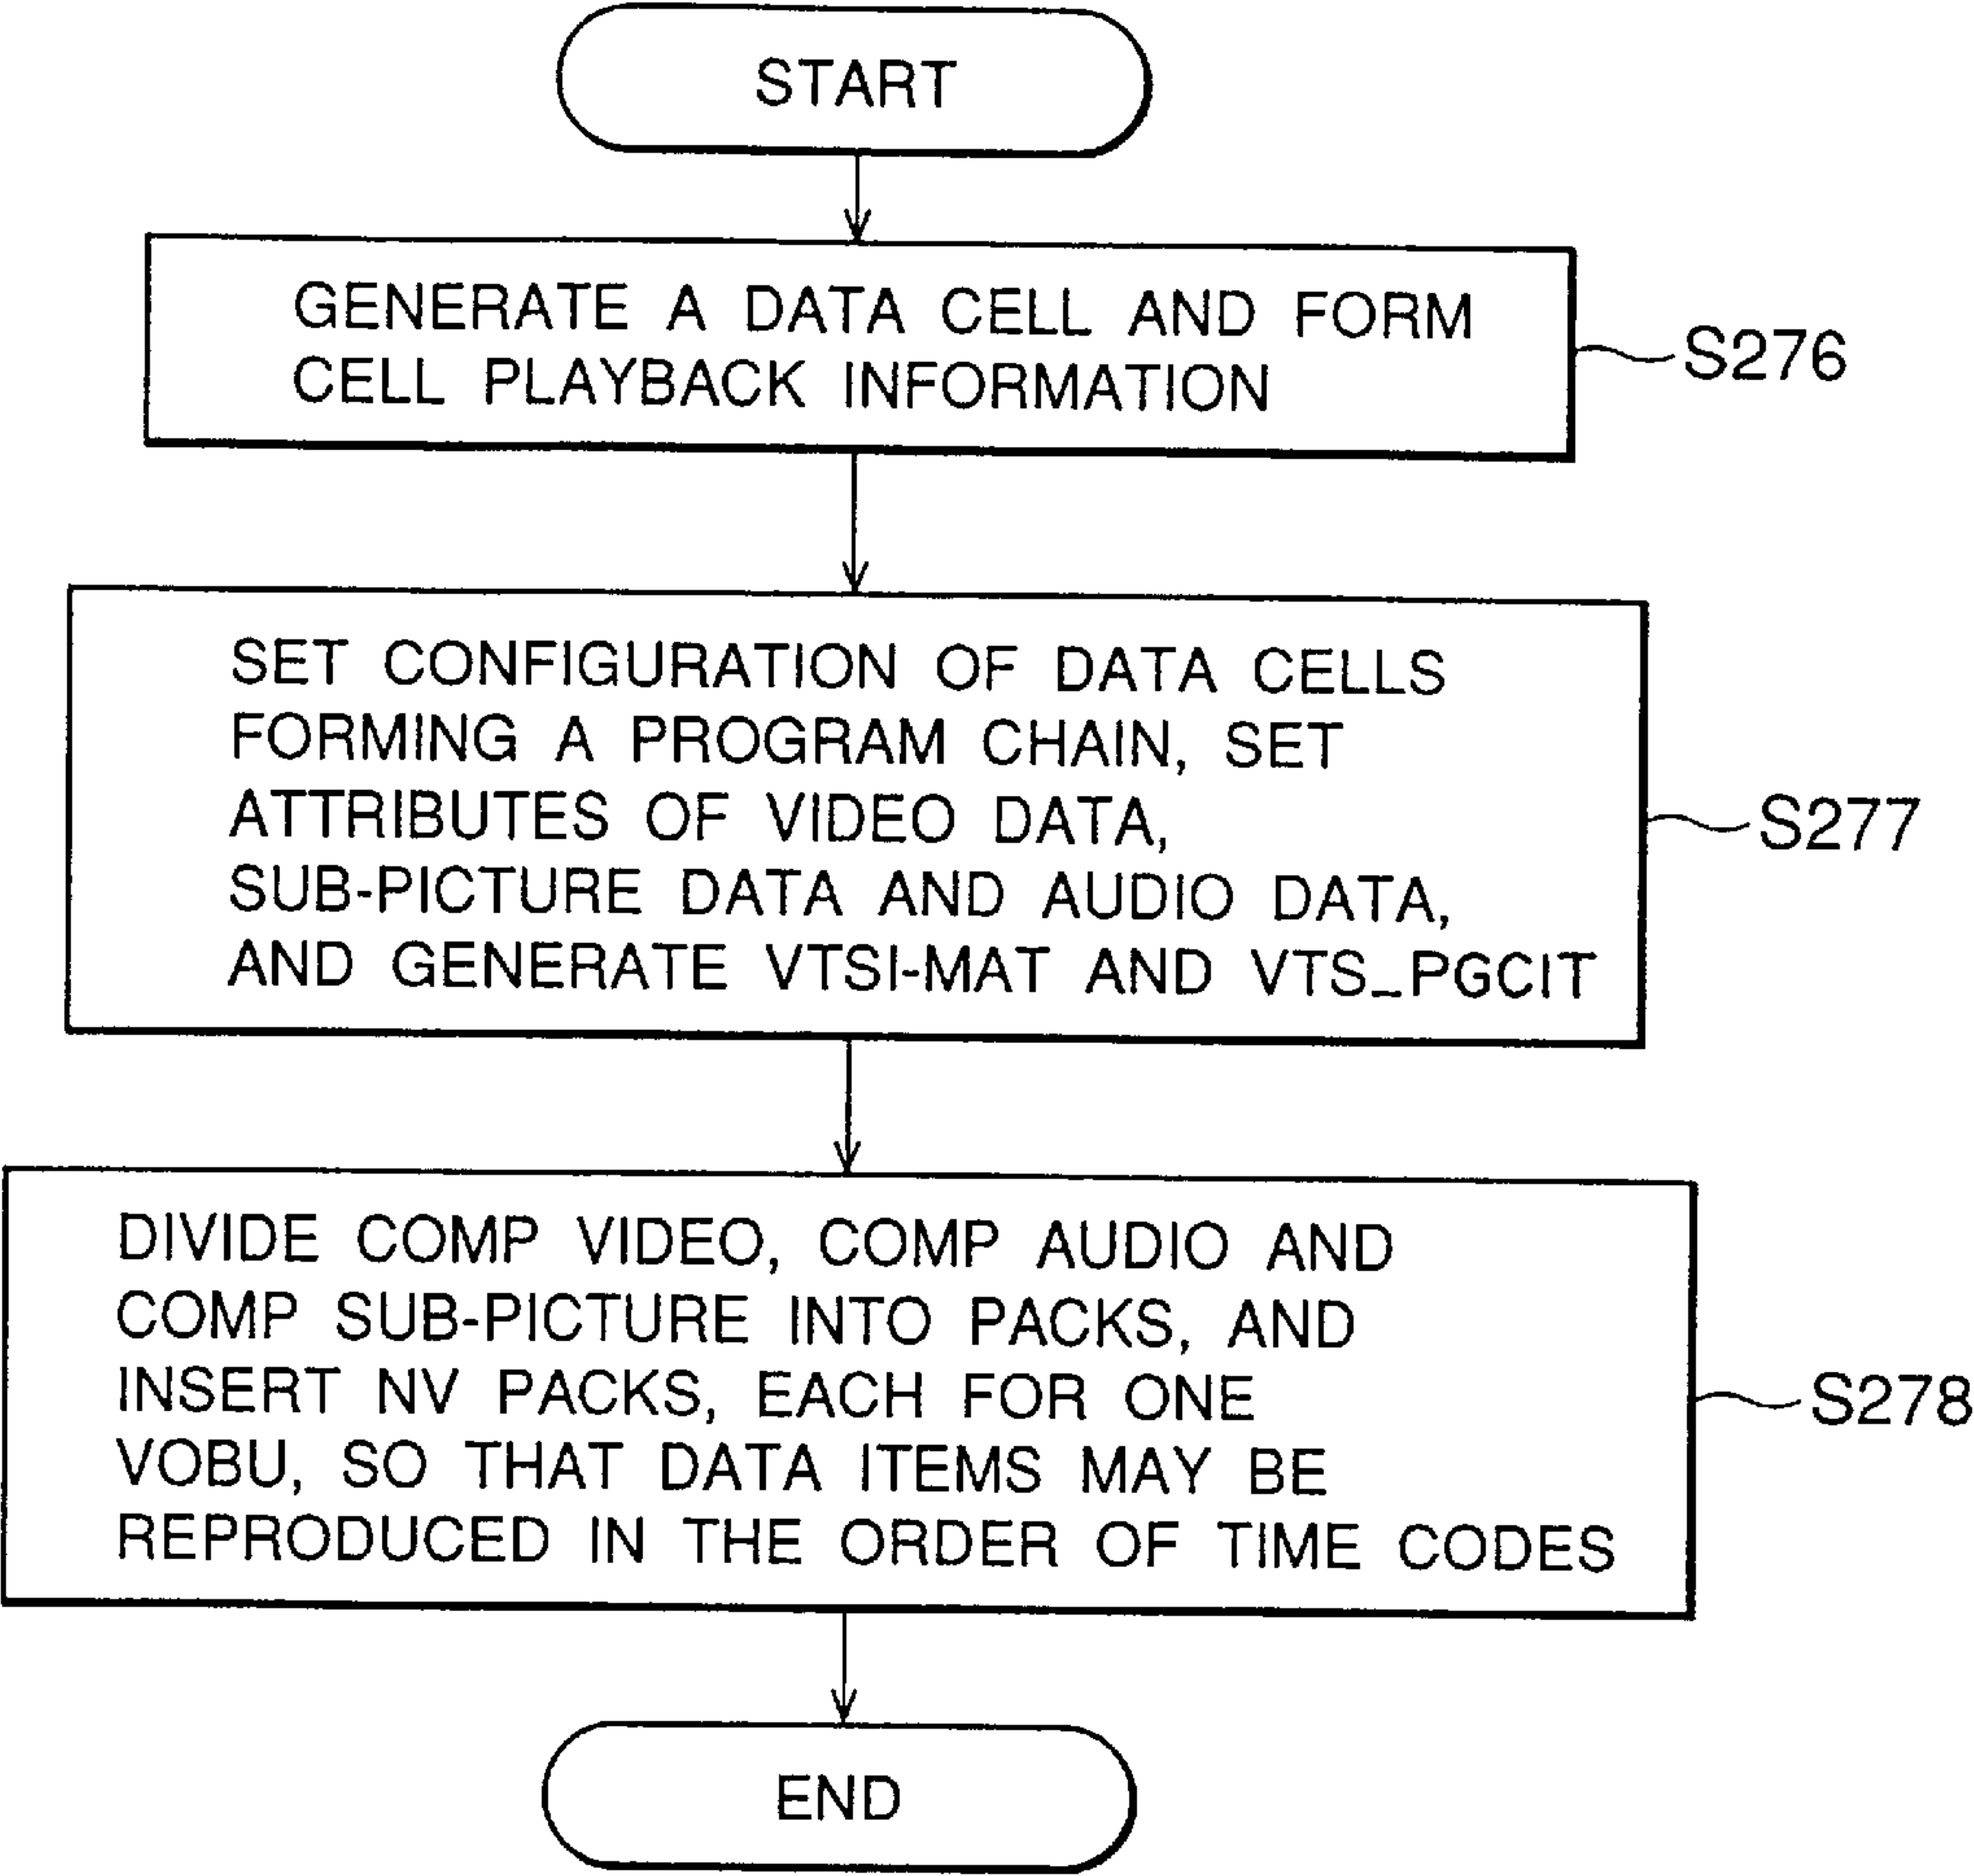 START
GENERATE A DATA CELL AND FORM
CELL PLAYBACK INFORMATION
S276
SET CONFIGURATION OF DATA CELLS
FORMING A PROGRAM CHAIN, SET
ATTRIBUTES OF VIDEO DATA,
SUB-PICTURE DATA AND AUDIO DATA,
AND GENERATE VTSI-MAT AND VTS_PGCIT
S277
DIVIDE COMP VIDEO, COMP AUDIO AND
COMP SUB-PICTURE INTO PACKS, AND
INSERT NV PACKS, EACH FOR ONE
VOBU, SO THAT DATA ITEMS MAY BE
REPRODUCED IN THE ORDER OF TIME CODES
S278
END